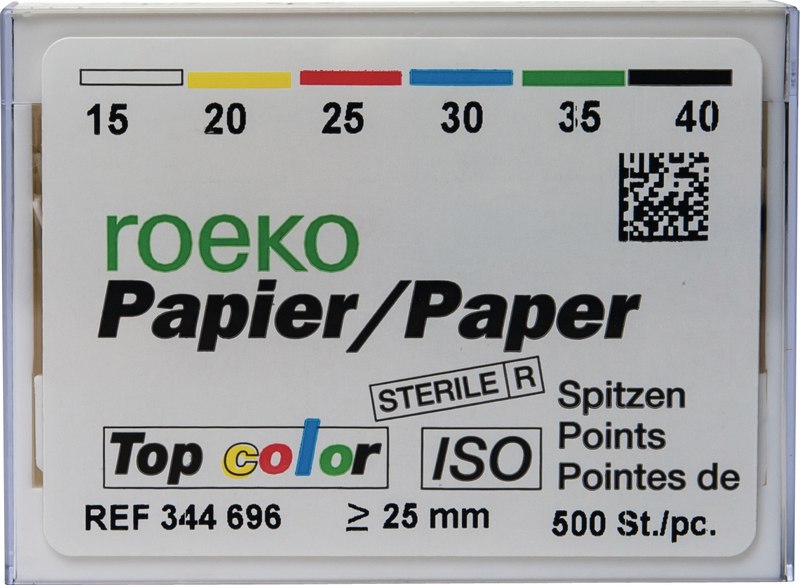 15 20 25 30 35 40
roeko
Papier/Paper
STERILE R
Spitzen
Points
Pointes de
Top color
ISO
REF 344 696
≥ 25 mm
500 St./pc.